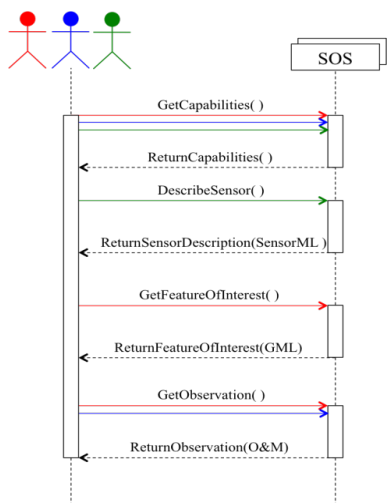 SOS
GetCapabilities( )
ReturnCapabilities( )
DescribeSensor( )
ReturnSensorDescription(SensorML )
GetFeatureOfInterest( )
ReturnFeatureOfInterest(GML)
GetObservation( )
ReturnObservation(O&M)